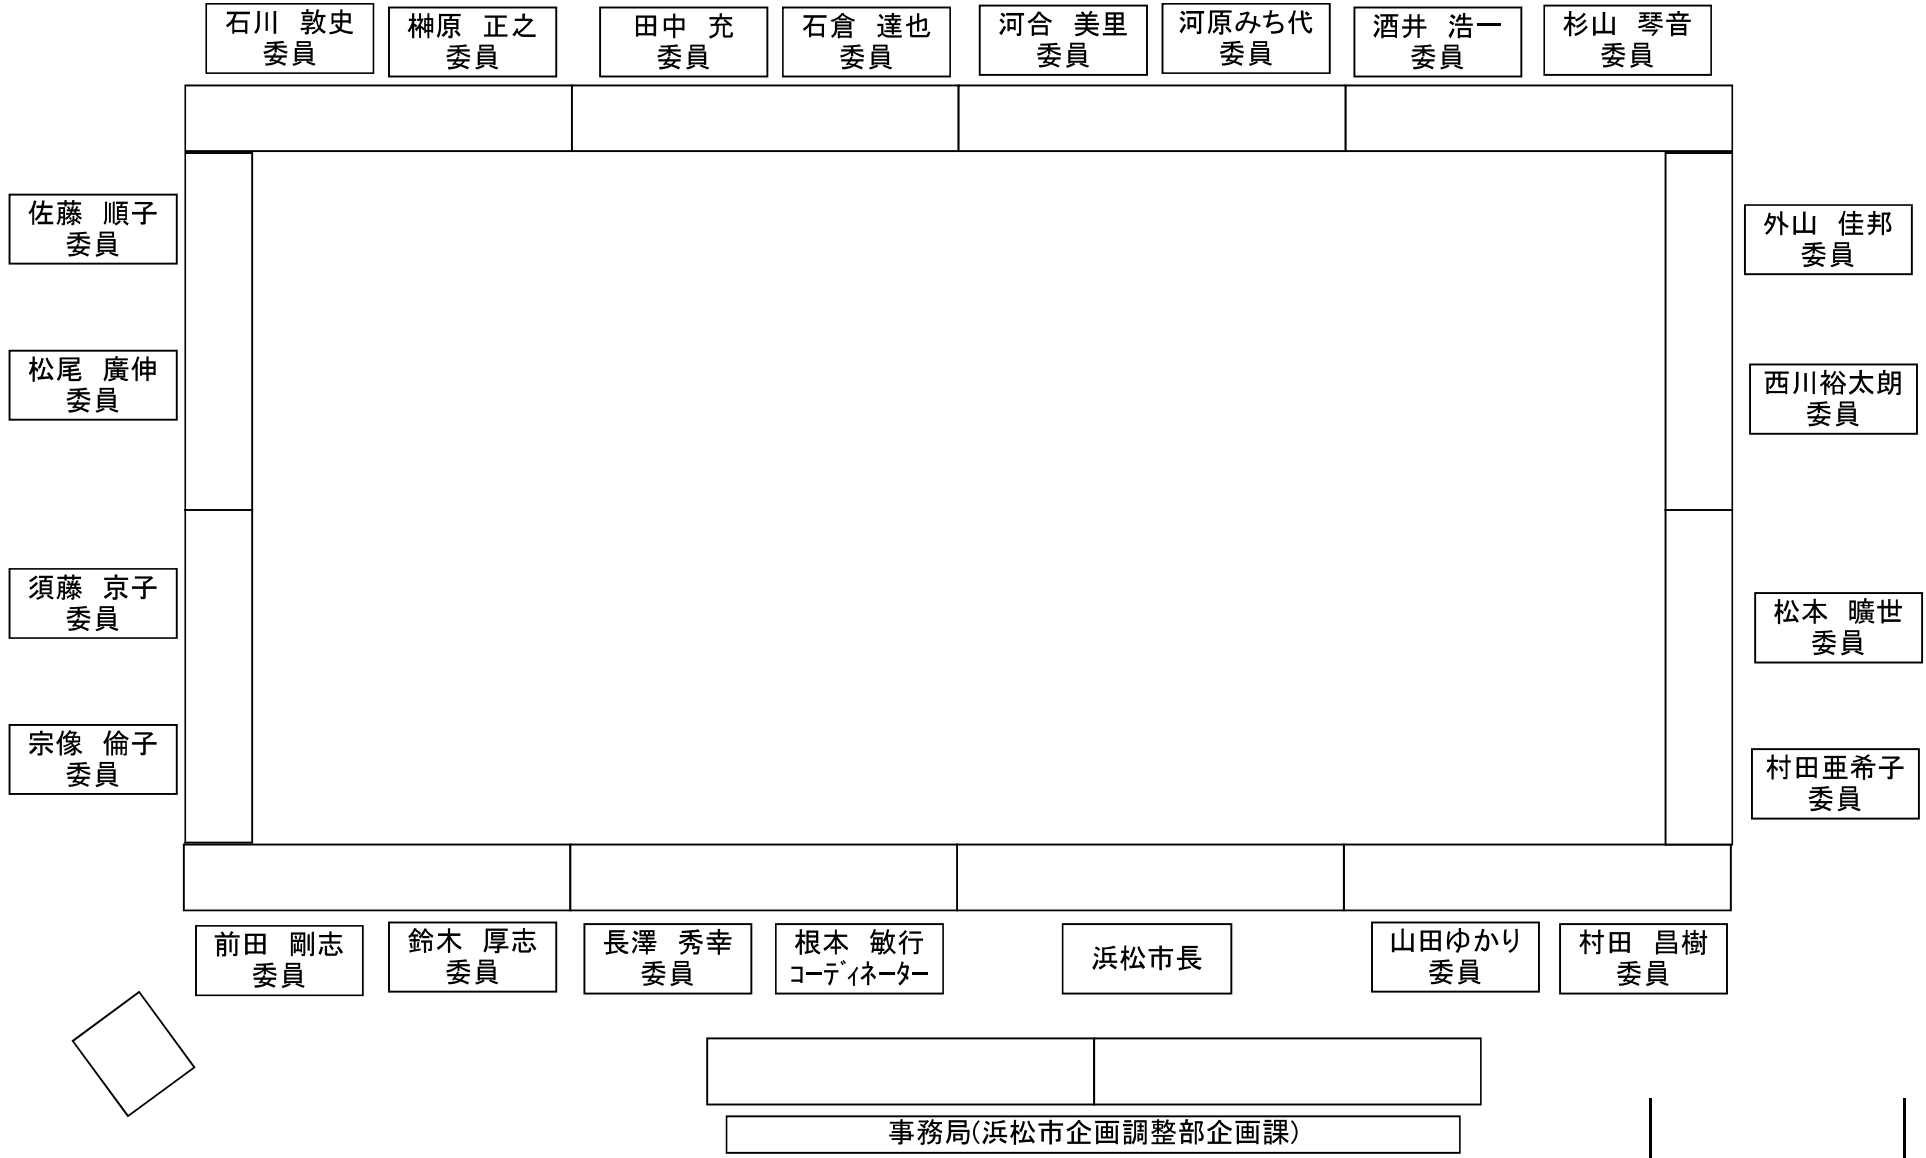 石川　敦史
委員
榊原　正之
委員
田中　充
委員
石倉　達也
委員
河合　美里
委員
河原みち代
委員
酒井　浩一
委員
杉山　琴音
委員
佐藤　順子
委員
外山　佳邦
委員
松尾　廣伸
委員
西川裕太朗
委員
須藤　京子
委員
松本　曠世
委員
宗像　倫子
委員
村田亜希子
委員
前田　剛志
委員
鈴木　厚志
委員
長澤　秀幸
委員
根本　敏行
ｺｰﾃﾞｨﾈｰﾀｰ
浜松市長
山田ゆかり
委員
村田　昌樹
委員
事務局(浜松市企画調整部企画課)